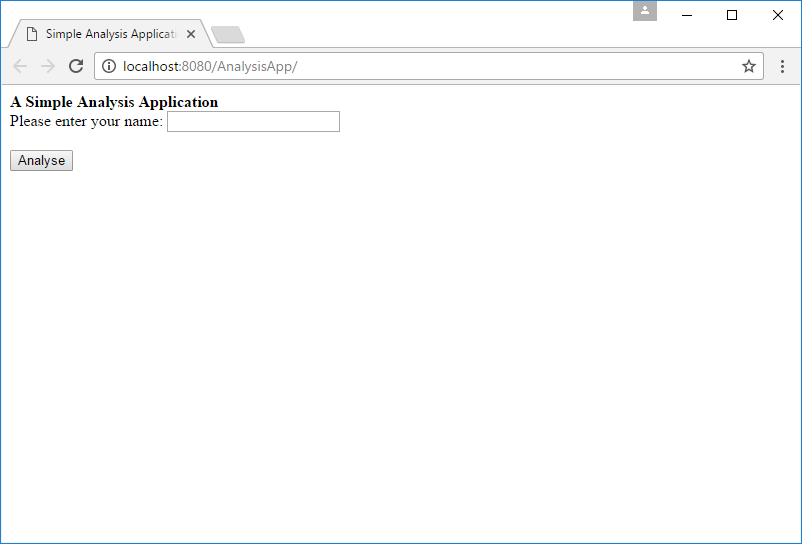 Simple Analysis Applicati
localhost:8080/AnalysisApp/
A Simple Analysis Application
Please enter your name:
Analyse